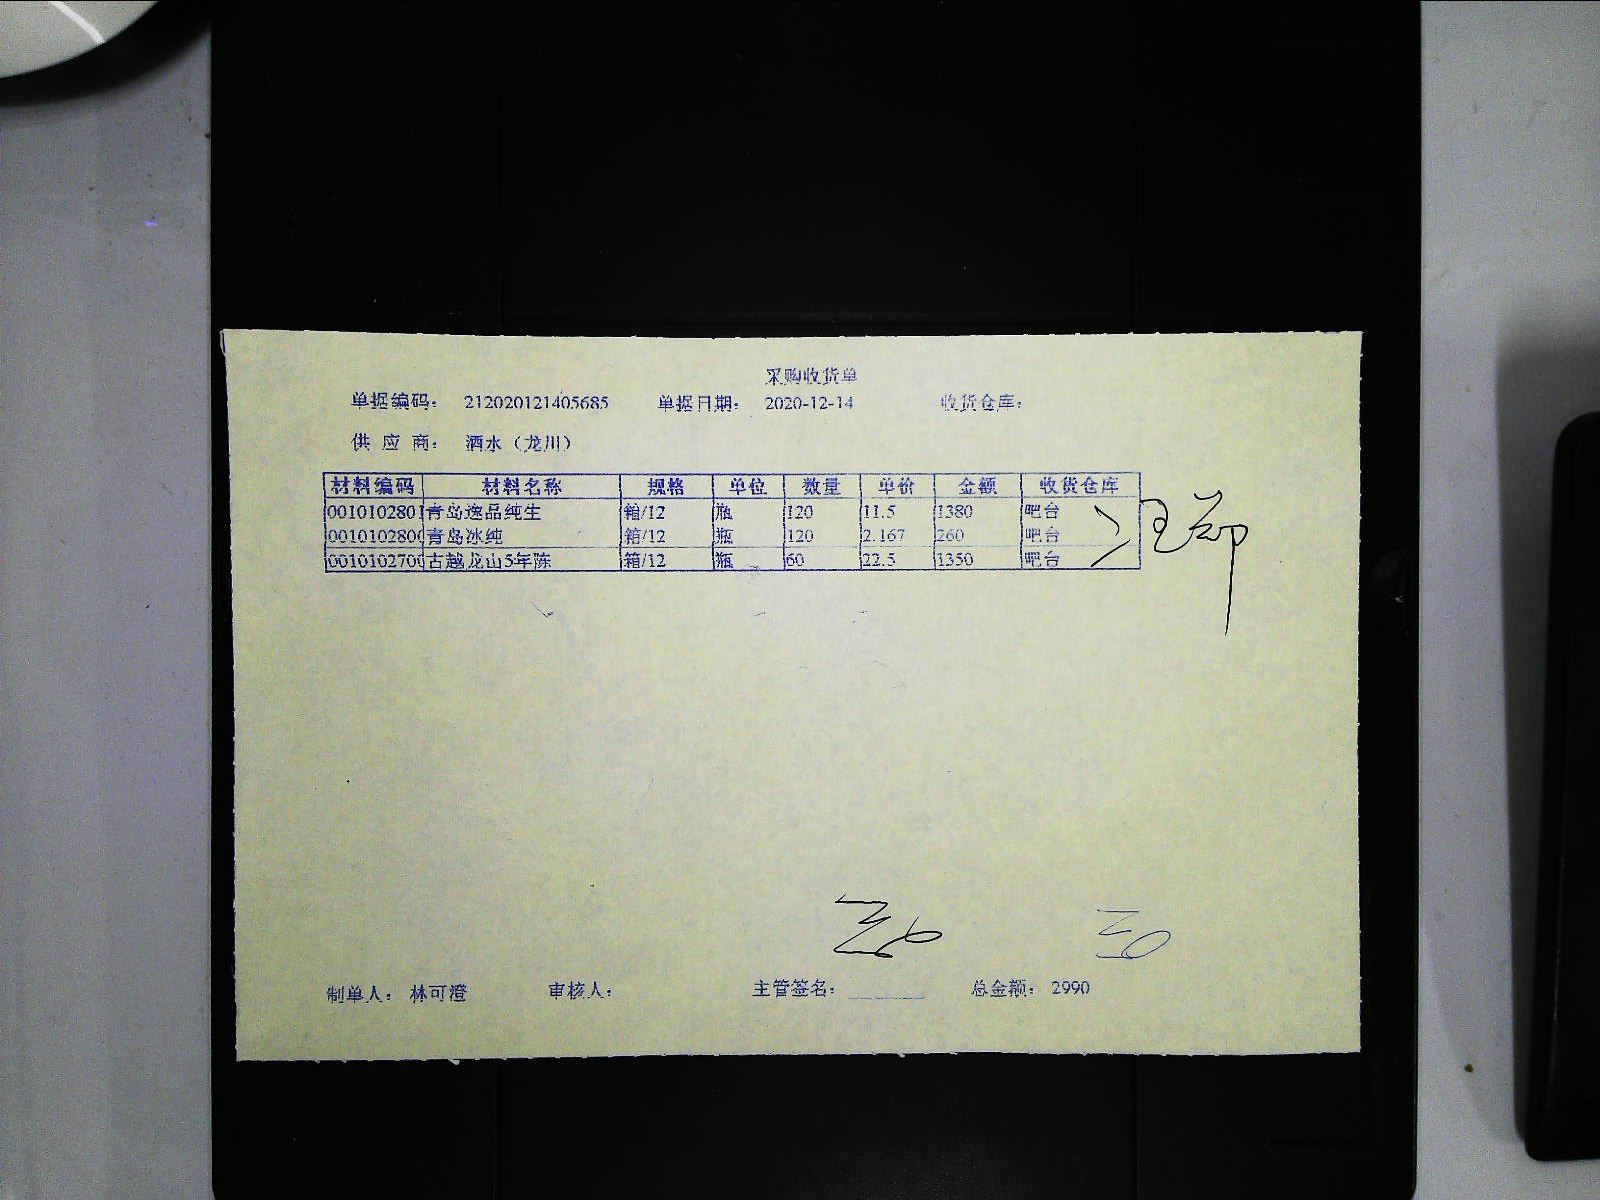 采购收货单
单据编码： 212020121405685 单据日期： 2020-12-14 收货仓库：
供 应 商： 酒水（龙川）
材料编码 材料名称 规格 单位 数量 单价 金额 收货仓库
001010280 青岛逸品纯生 箱/12 瓶 120 11.5 1380 吧台
001010280 青岛冰纯 箱/12 瓶 120 2.167 260 吧台
001010270 古越龙山5年陈 箱/12 瓶 60 22.5 1350 吧台
制单人： 林可澄 审核人： 主管签名： 总金额： 2990